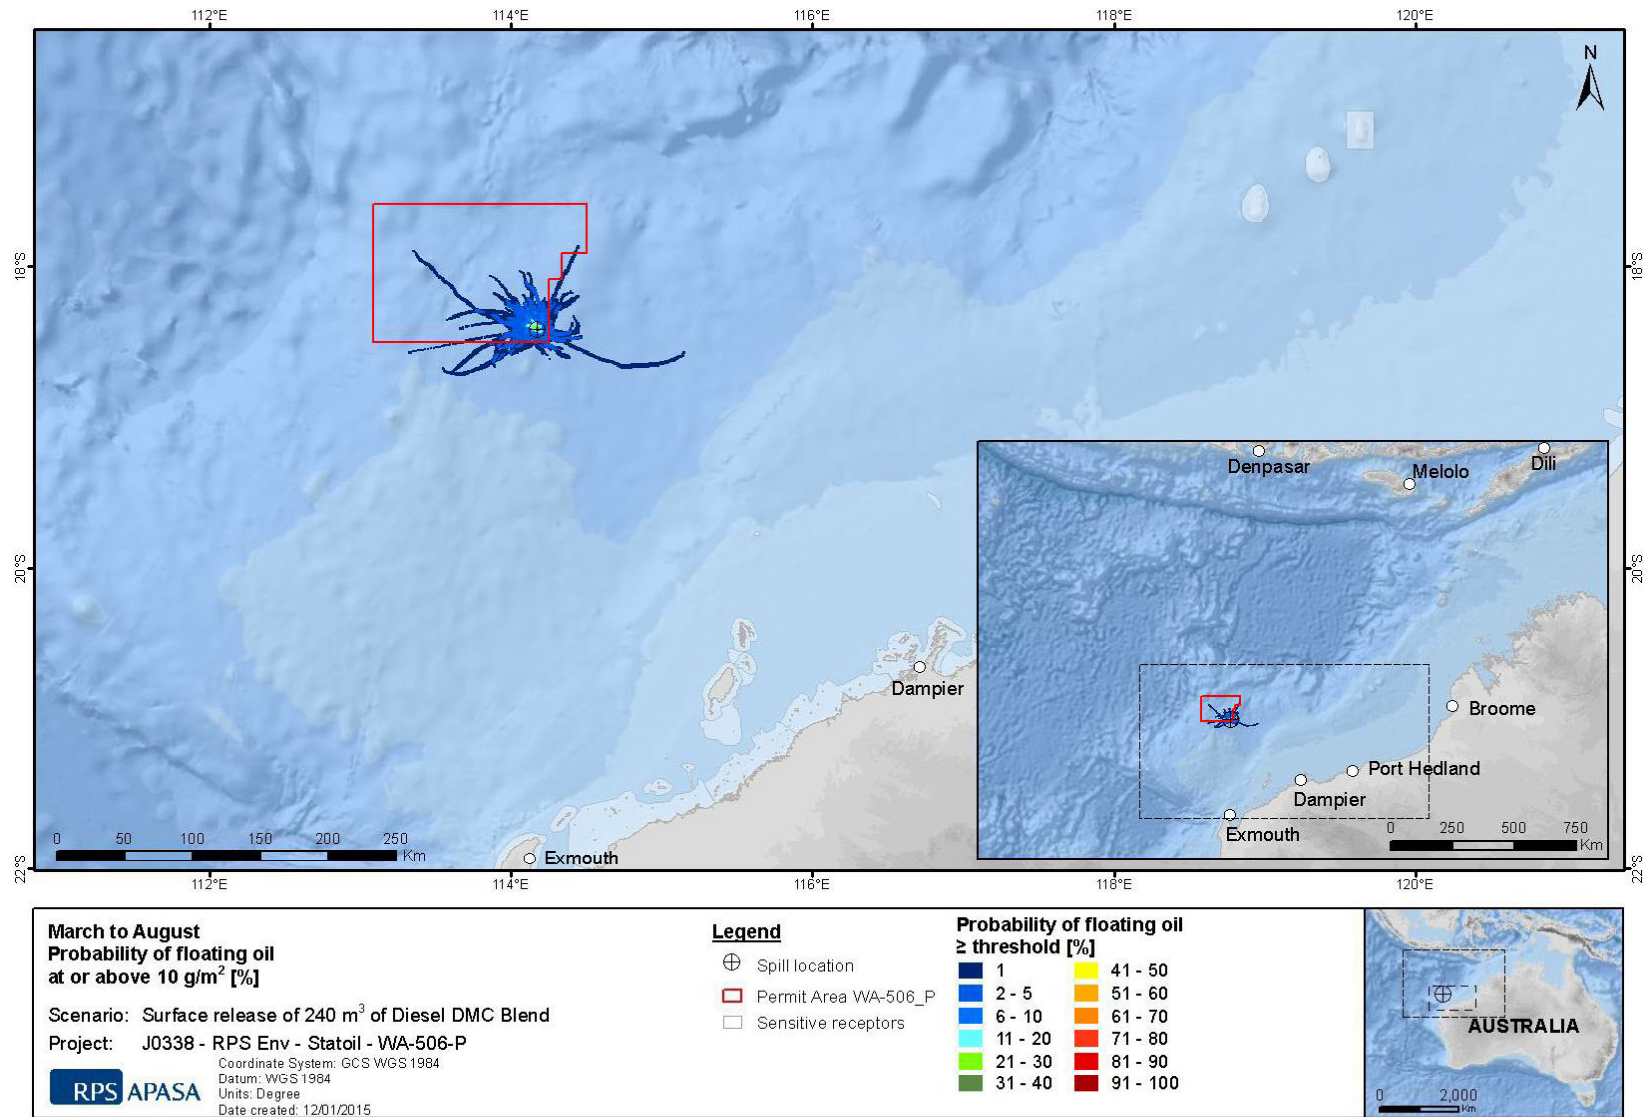 112°E 114°E 116°E 118°E 120°E
N
18°S 18°S
Denpasar
Melolo
Dili
20°S 20°S
Dampier
Broome
Port Hedland
Dampier
Exmouth
0 50 100 150 200 250
Km
0 250 500 750
Km
Exmouth
22°S 22°S
112°E 114°E 116°E 118°E 120°E
March to August
Probability of floating oil
at or above 10 g/m² [%]
Scenario: Surface release of 240 m³ of Diesel DMC Blend
Project: J0338 - RPS Env - Statoil - WA-506-P
RPS APASA
Coordinate System: GCS WGS 1984
Datum: WGS 1984
Units: Degree
Date created: 12/01/2015
Legend
Spill location
Permit Area WA-506_P
Sensitive receptors
Probability of floating oil
≥ threshold [%]
1
2 - 5
6 - 10
11 - 20
21 - 30
31 - 40
41 - 50
51 - 60
61 - 70
71 - 80
81 - 90
91 - 100
AUSTRALIA
0 2,000
Km